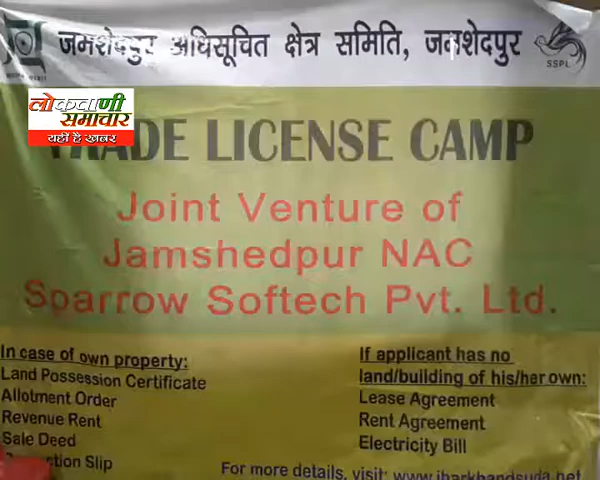 जमशेदपुर अधिसूचित क्षेत्र समिति, जमशेदपुर
SSPL
लोकवाणी
समाचार
यहीं है खबर
TRADE LICENSE CAMP
Joint Venture of
Jamshedpur NAC
Sparrow Softech Pvt. Ltd.
In case of own property:
Land Possession Certificate
Allotment Order
Revenue Rent
Sale Deed
Slip
If applicant has no
land/building of his/her own:
Lease Agreement
Rent Agreement
Electricity Bill
For more details, visit: www.jharkhandsuda.net